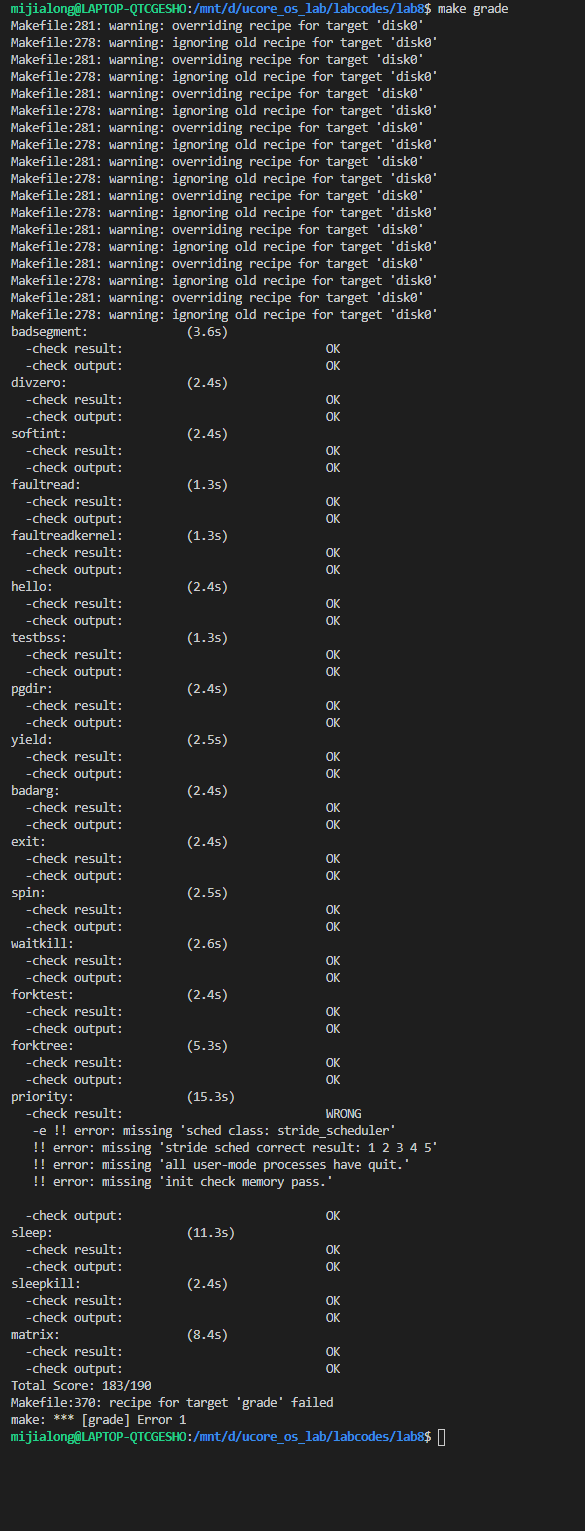 mijialong@LAPTOP-QTCGESHO:/mnt/d/ucore_os_lab/labcodes/lab8$ make grade
Makefile:281: warning: overriding recipe for target 'disk0'
Makefile:278: warning: ignoring old recipe for target 'disk0'
Makefile:281: warning: overriding recipe for target 'disk0'
Makefile:278: warning: ignoring old recipe for target 'disk0'
Makefile:281: warning: overriding recipe for target 'disk0'
Makefile:278: warning: ignoring old recipe for target 'disk0'
Makefile:281: warning: overriding recipe for target 'disk0'
Makefile:278: warning: ignoring old recipe for target 'disk0'
Makefile:281: warning: overriding recipe for target 'disk0'
Makefile:278: warning: ignoring old recipe for target 'disk0'
Makefile:281: warning: overriding recipe for target 'disk0'
Makefile:278: warning: ignoring old recipe for target 'disk0'
Makefile:281: warning: overriding recipe for target 'disk0'
Makefile:278: warning: ignoring old recipe for target 'disk0'
Makefile:281: warning: overriding recipe for target 'disk0'
Makefile:278: warning: ignoring old recipe for target 'disk0'
Makefile:281: warning: overriding recipe for target 'disk0'
Makefile:278: warning: ignoring old recipe for target 'disk0'
badsegment: (3.6s)
-check result: OK
-check output: OK
divzero: (2.4s)
-check result: OK
-check output: OK
softint: (2.4s)
-check result: OK
-check output: OK
faultread: (1.3s)
-check result: OK
-check output: OK
faultreadkernel: (1.3s)
-check result: OK
-check output: OK
hello: (2.4s)
-check result: OK
-check output: OK
testbss: (1.3s)
-check result: OK
-check output: OK
pgdir: (2.4s)
-check result: OK
-check output: OK
yield: (2.5s)
-check result: OK
-check output: OK
badarg: (2.4s)
-check result: OK
-check output: OK
exit: (2.4s)
-check result: OK
-check output: OK
spin: (2.5s)
-check result: OK
-check output: OK
waitkill: (2.6s)
-check result: OK
-check output: OK
forktest: (2.4s)
-check result: OK
-check output: OK
forktree: (5.3s)
-check result: OK
-check output: OK
priority: (15.3s)
-check result: WRONG
-e !! error: missing 'sched class: stride_scheduler'
!! error: missing 'stride sched correct result: 1 2 3 4 5'
!! error: missing 'all user-mode processes have quit.'
!! error: missing 'init check memory pass.'
-check output: OK
sleep: (11.3s)
-check result: OK
-check output: OK
sleepkill: (2.4s)
-check result: OK
-check output: OK
matrix: (8.4s)
-check result: OK
-check output: OK
Total Score: 183/190
Makefile:370: recipe for target 'grade' failed
make: *** [grade] Error 1
mijialong@LAPTOP-QTCGESHO:/mnt/d/ucore_os_lab/labcodes/lab8$